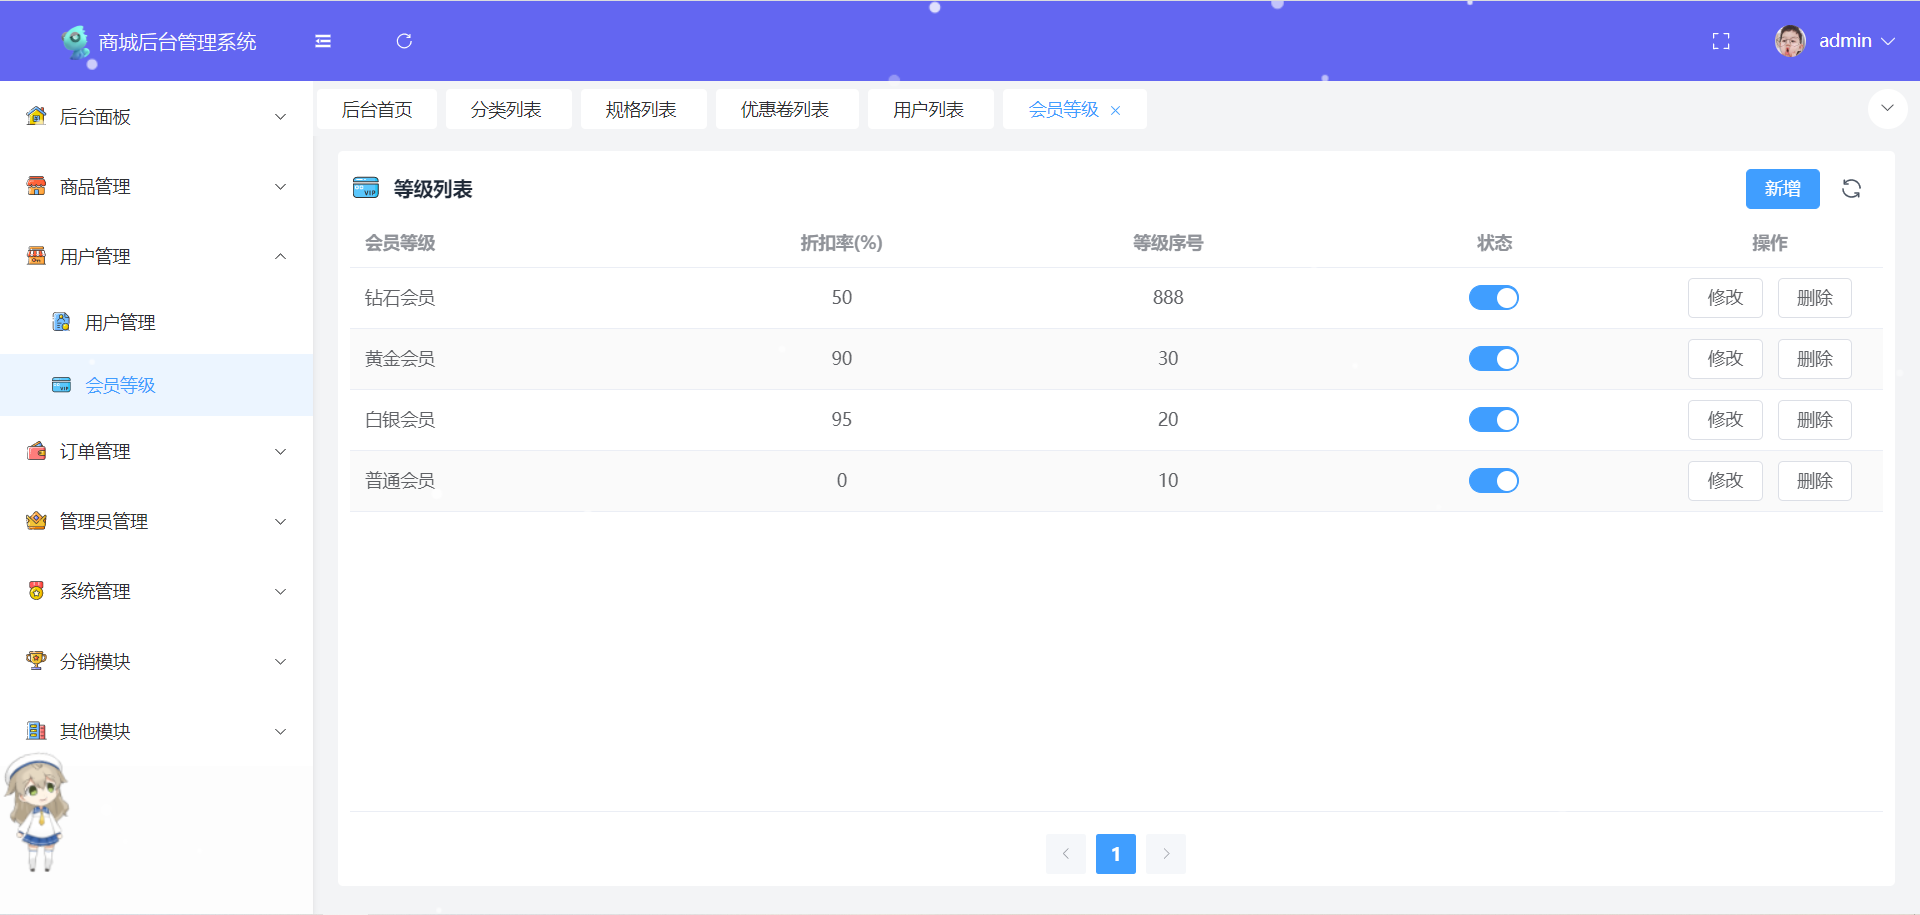 商城后台管理系统
admin
后台面板
商品管理
用户管理
用户管理
会员等级
订单管理
管理员管理
系统管理
分销模块
其他模块
后台首页
分类列表
规格列表
优惠卷列表
用户列表
会员等级
等级列表
新增
会员等级 折扣率(%) 等级序号 状态 操作
钻石会员 50 888 修改 删除
黄金会员 90 30 修改 删除
白银会员 95 20 修改 删除
普通会员 0 10 修改 删除
1